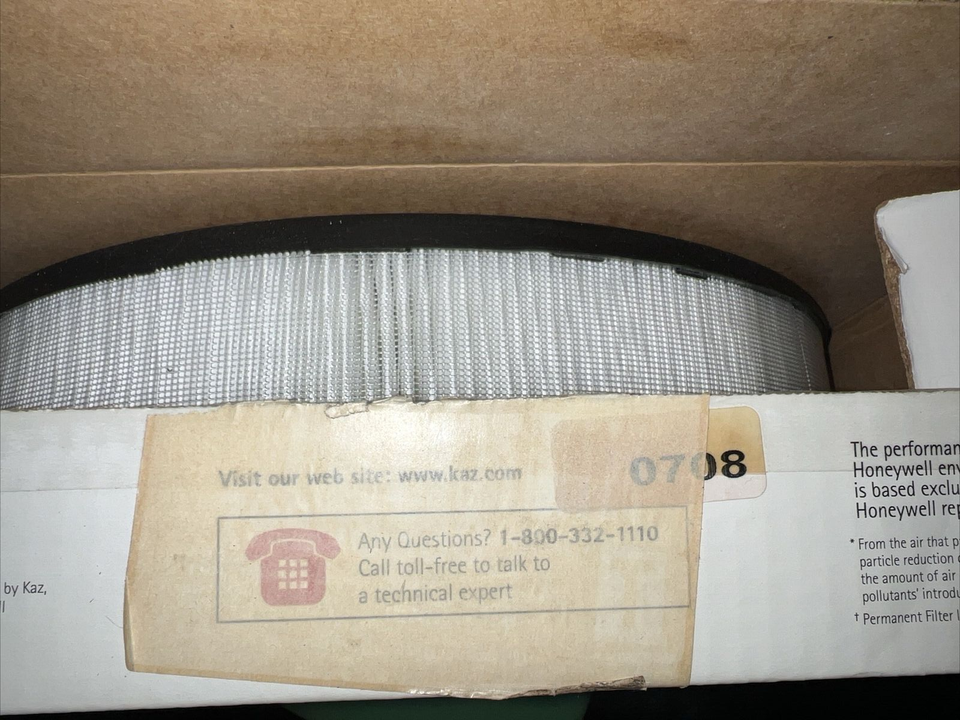 Visit our web site: www.kaz.com
0708
Any Questions? 1-800-332-1110
Call toll-free to talk to
a technical expert
by Kaz,
The performan
Honeywell env
is based exclu
Honeywell rep
* From the air that p
particle reduction
the amount of air
pollutants' introdu
† Permanent Filter